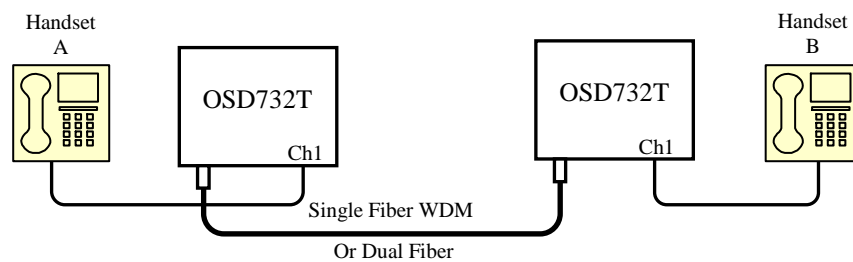 Handset
A
Handset
B
OSD732T
OSD732T
Ch1
Ch1
Single Fiber WDM
Or Dual Fiber